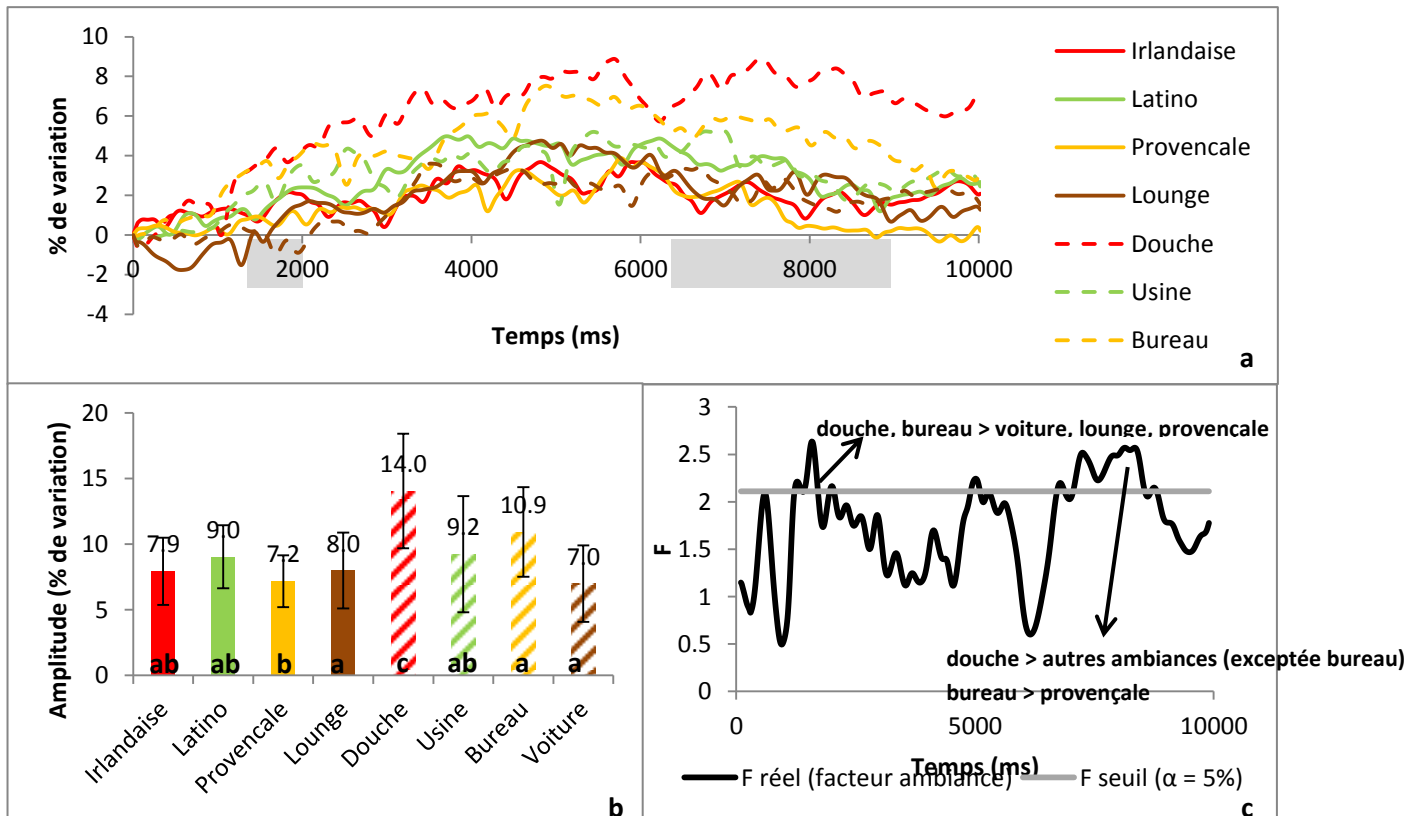 10
8
6
4
2
0
-2
-4
% de variation
0 2000 4000 6000 8000 10000
Temps (ms)
Irlandaise
Latino
Provencale
Lounge
Douche
Usine
Bureau
a
20
15
10
5
0
Amplitude (% de variation)
7.9 9.0 7.2 8.0 14.0 9.2 10.9 7.0
ab ab b a c ab a a
Irlandaise Latino Provencale Lounge Douche Usine Bureau Voiture
b
3
2.5
2
1.5
1
0.5
0
F
douche, bureau > voiture, lounge, provençale
douche > autres ambiances (exceptée bureau)
bureau > provençale
0 5000 10000
Temps (ms)
F réel (facteur ambiance) F seuil (α = 5%)
c